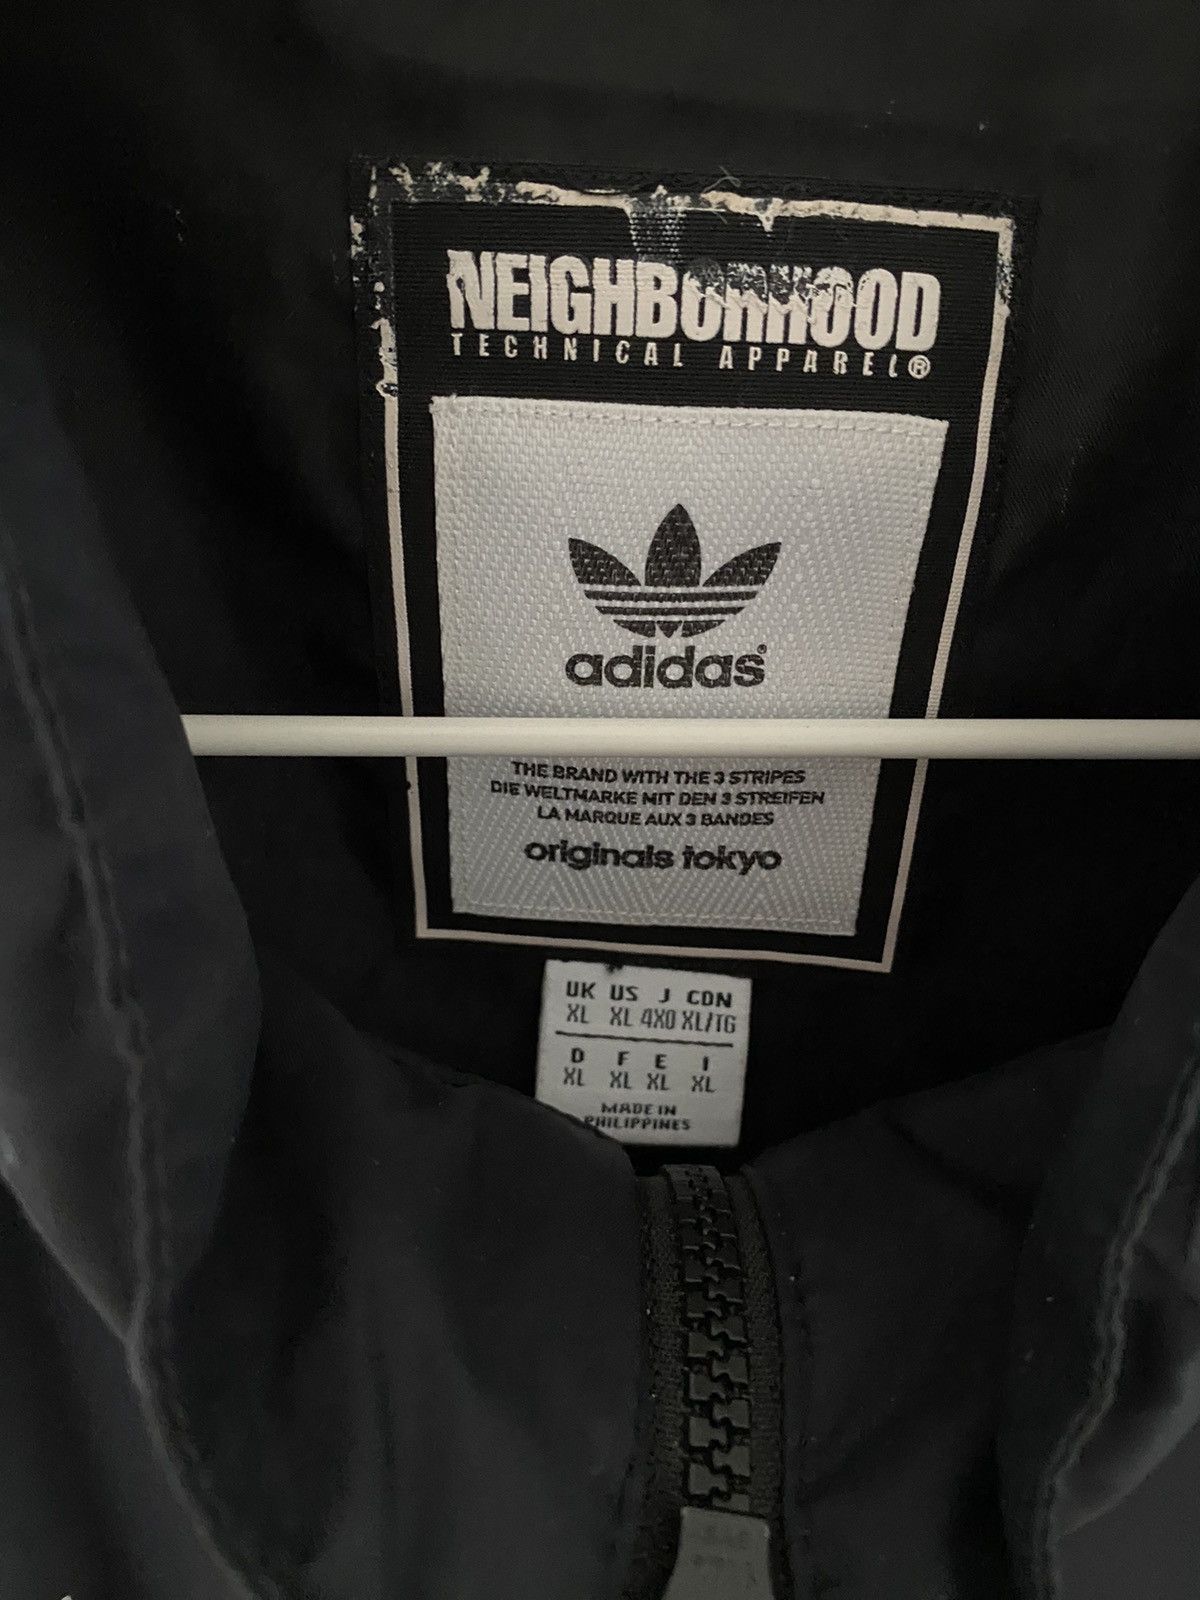 NEIGHBORHOOD
TECHNICAL APPAREL®
adidas®
THE BRAND WITH THE 3 STRIPES
DIE WELTMARKE MIT DEN 3 STREIFEN
LA MARQUE AUX 3 BANDES
originals tokyo
UK US J CDN
XL XL 4XO XL/TG
D F E I
XL XL XL XL
MADE IN
PHILIPPINES